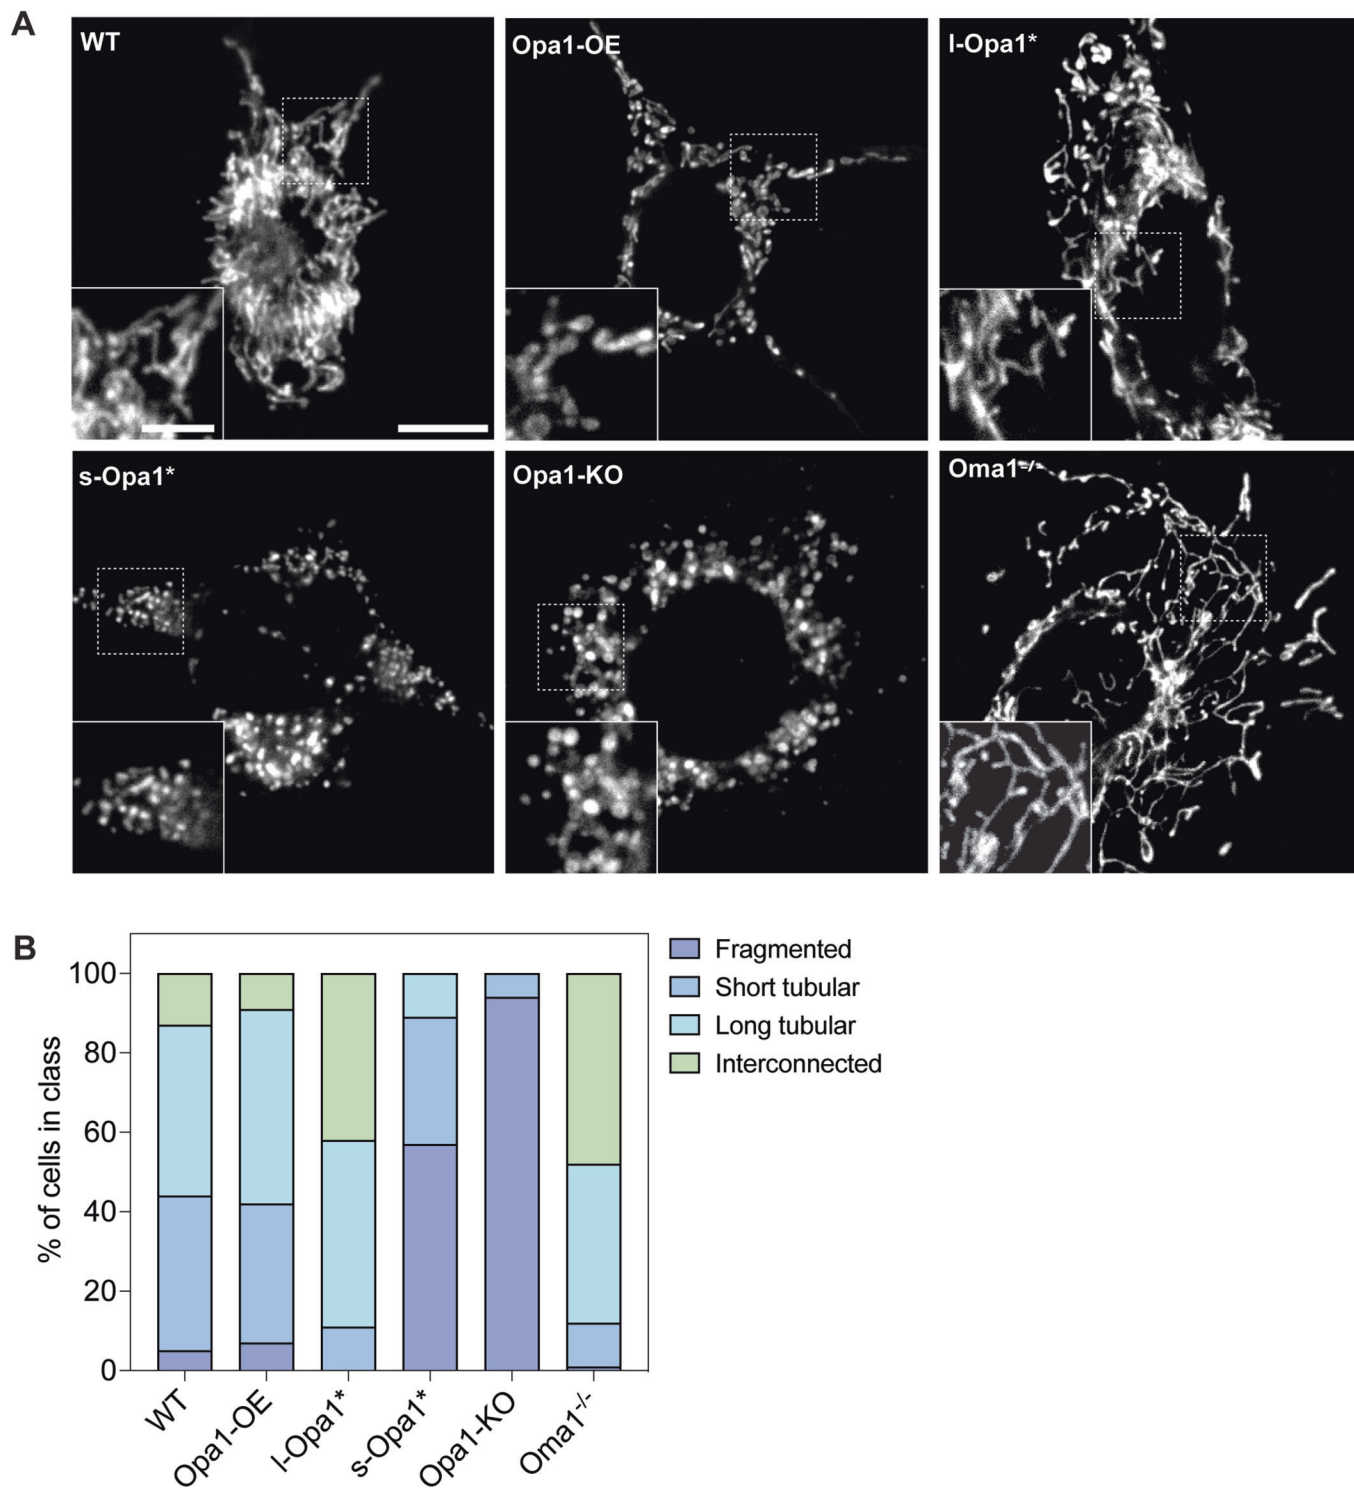 A
WT
Opa1-OE
l-Opa1*
s-Opa1*
Opa1-KO
Oma1-/-
B
% of cells in class
100
80
60
40
20
0
WT
Opa1-OE
l-Opa1*
s-Opa1*
Opa1-KO
Oma1-/-
Fragmented
Short tubular
Long tubular
Interconnected